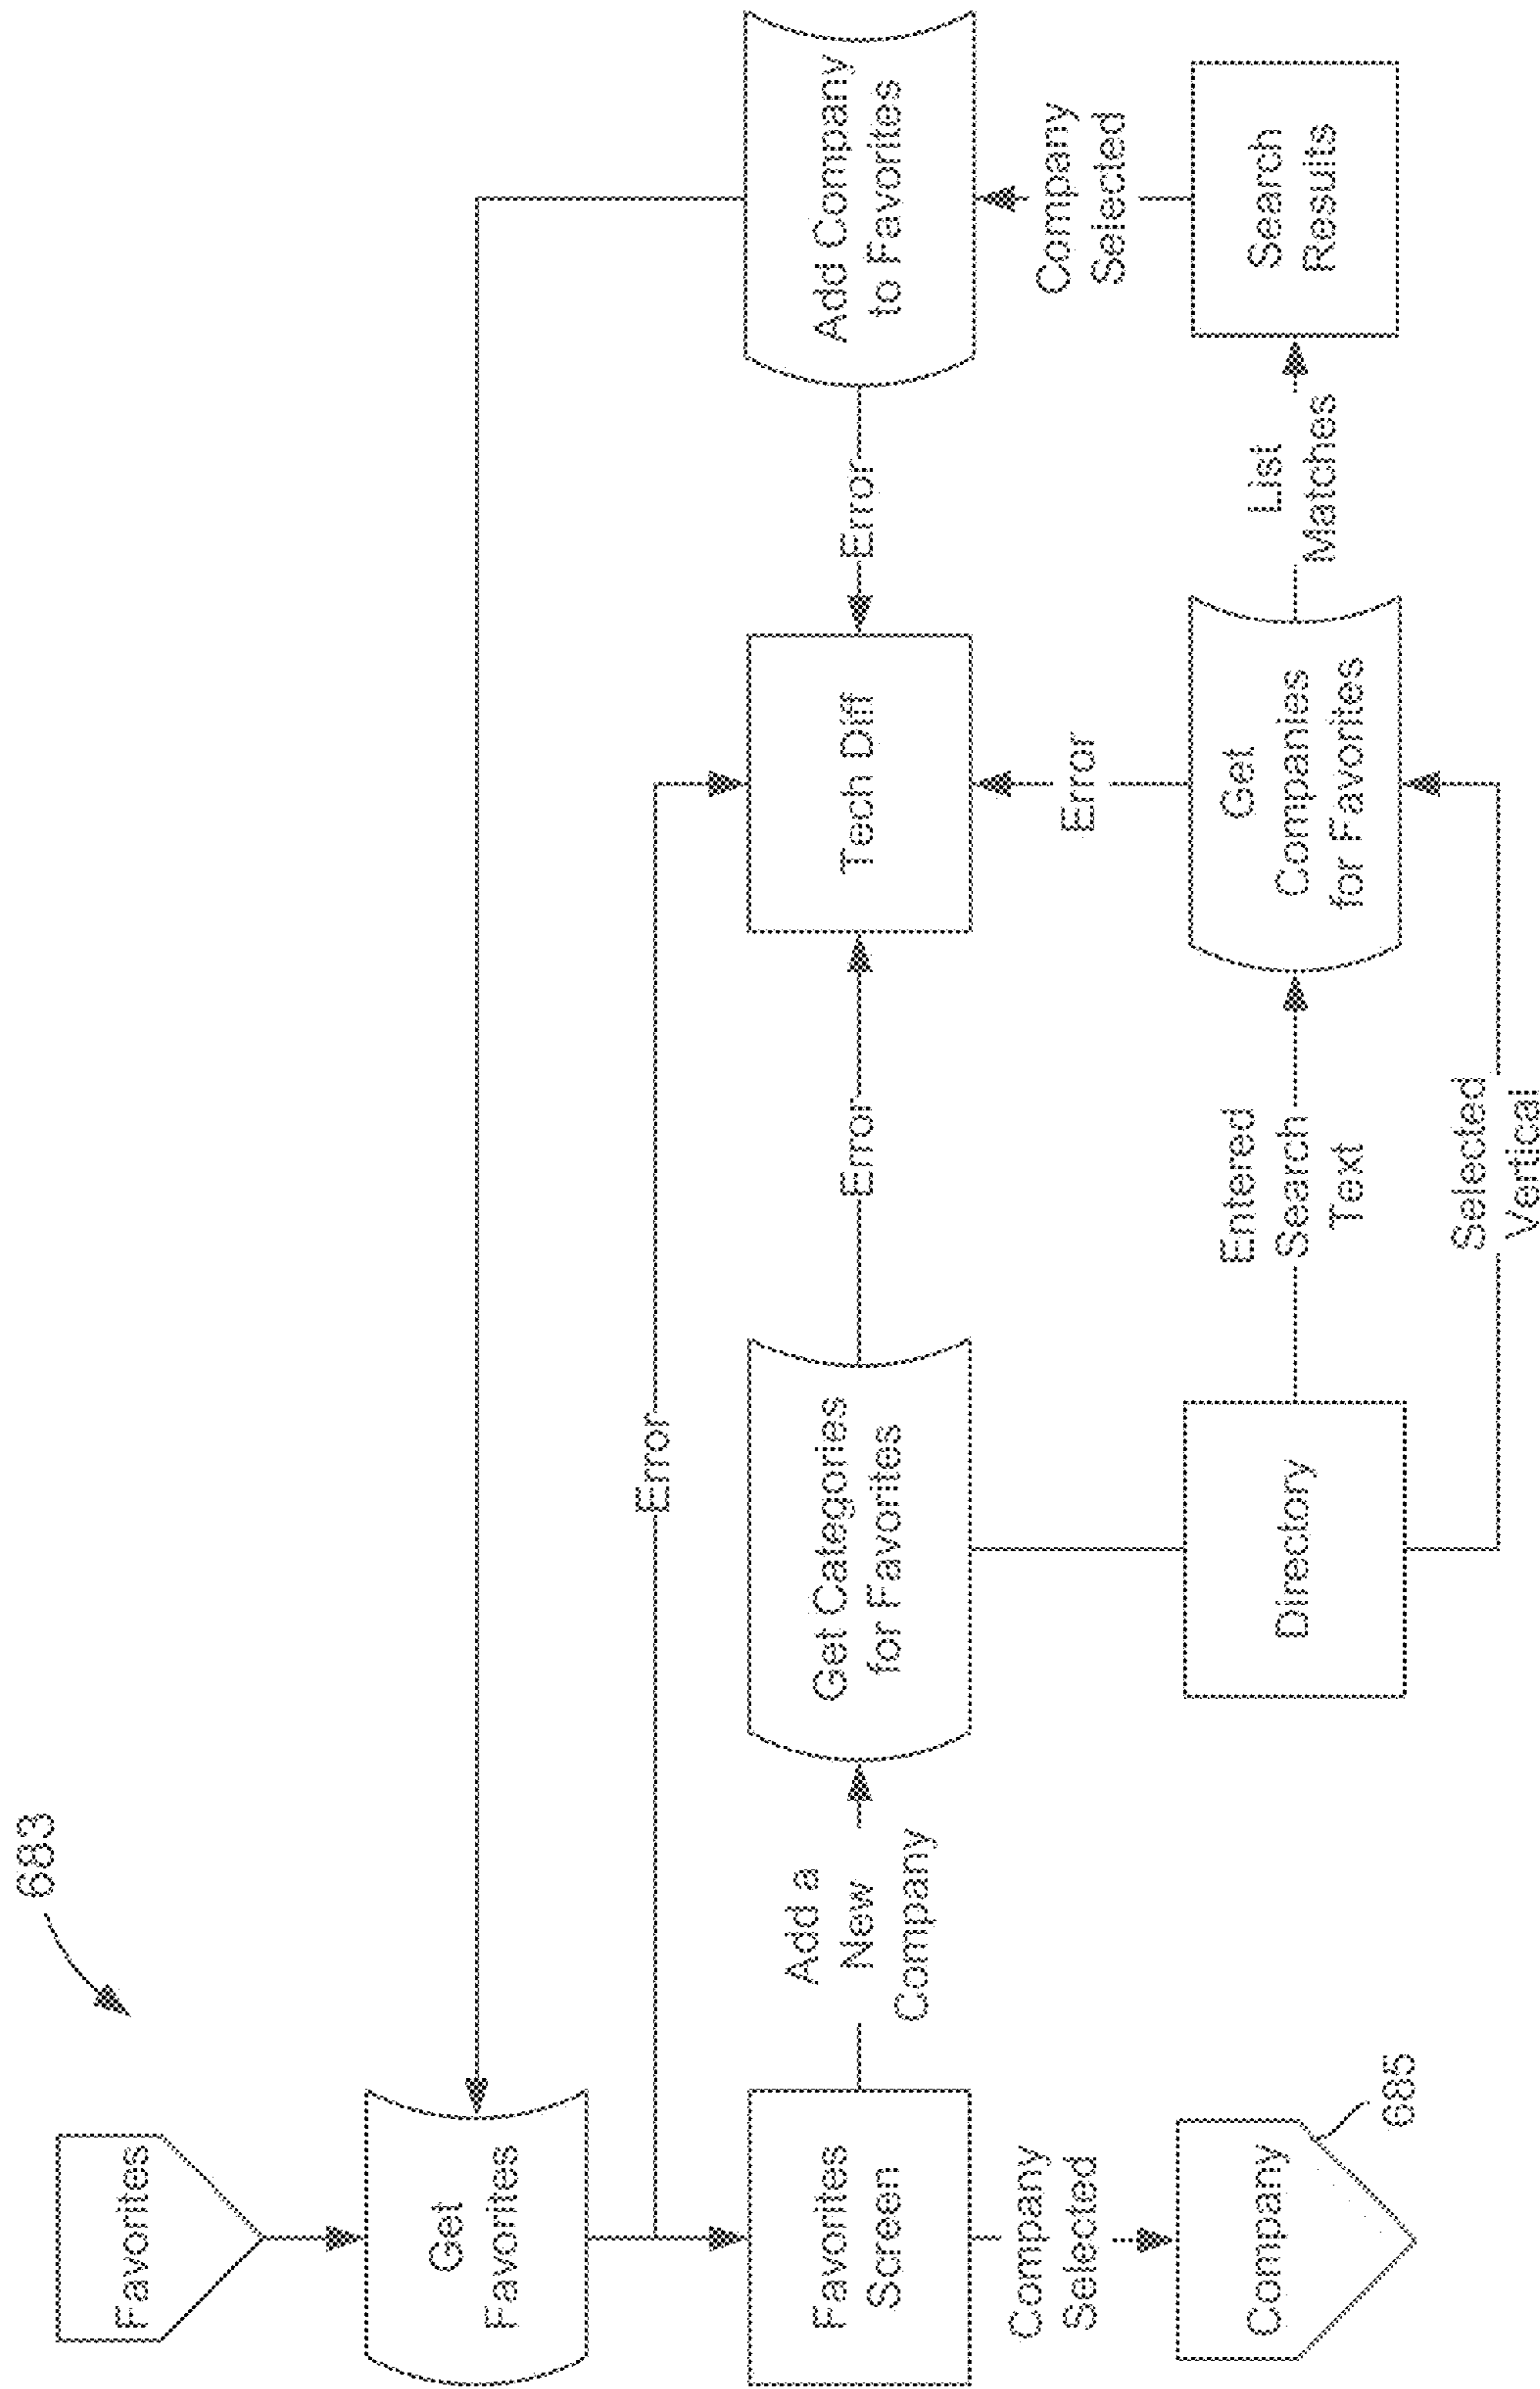 683
Favorites
Get
Favorites
Error
Favorites
Screen
Add a
New
Company
Get Categories
for Favorites
Error
Tech Diff
Error
Add Company
to Favorites
Company
Selected
Error
Company
Selected
Company
685
Directory
Entered
Search
Text
Get
Companies
for Favorites
List
Matches
Search
Results
Selected
Vertical